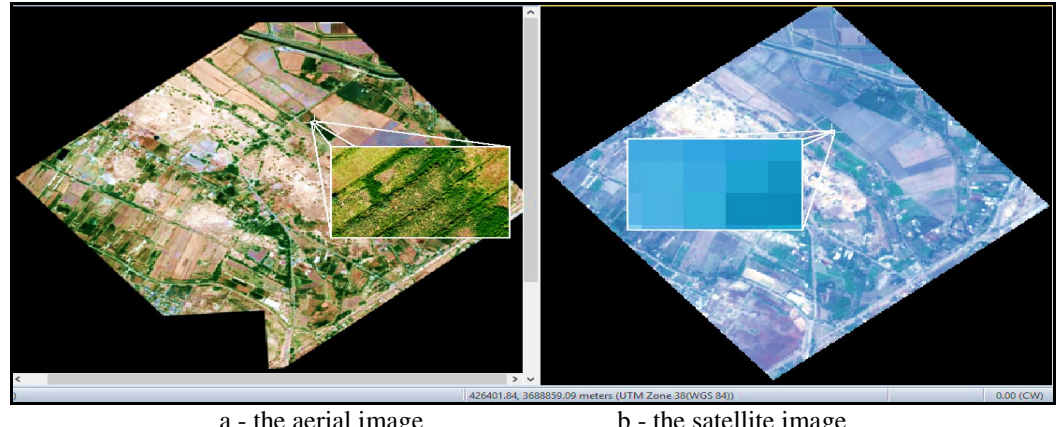 ) 426401.84, 3688859.09 meters (UTM Zone 38(WGS 84)) 0.00 (CW)
a - the aerial image b - the satellite image